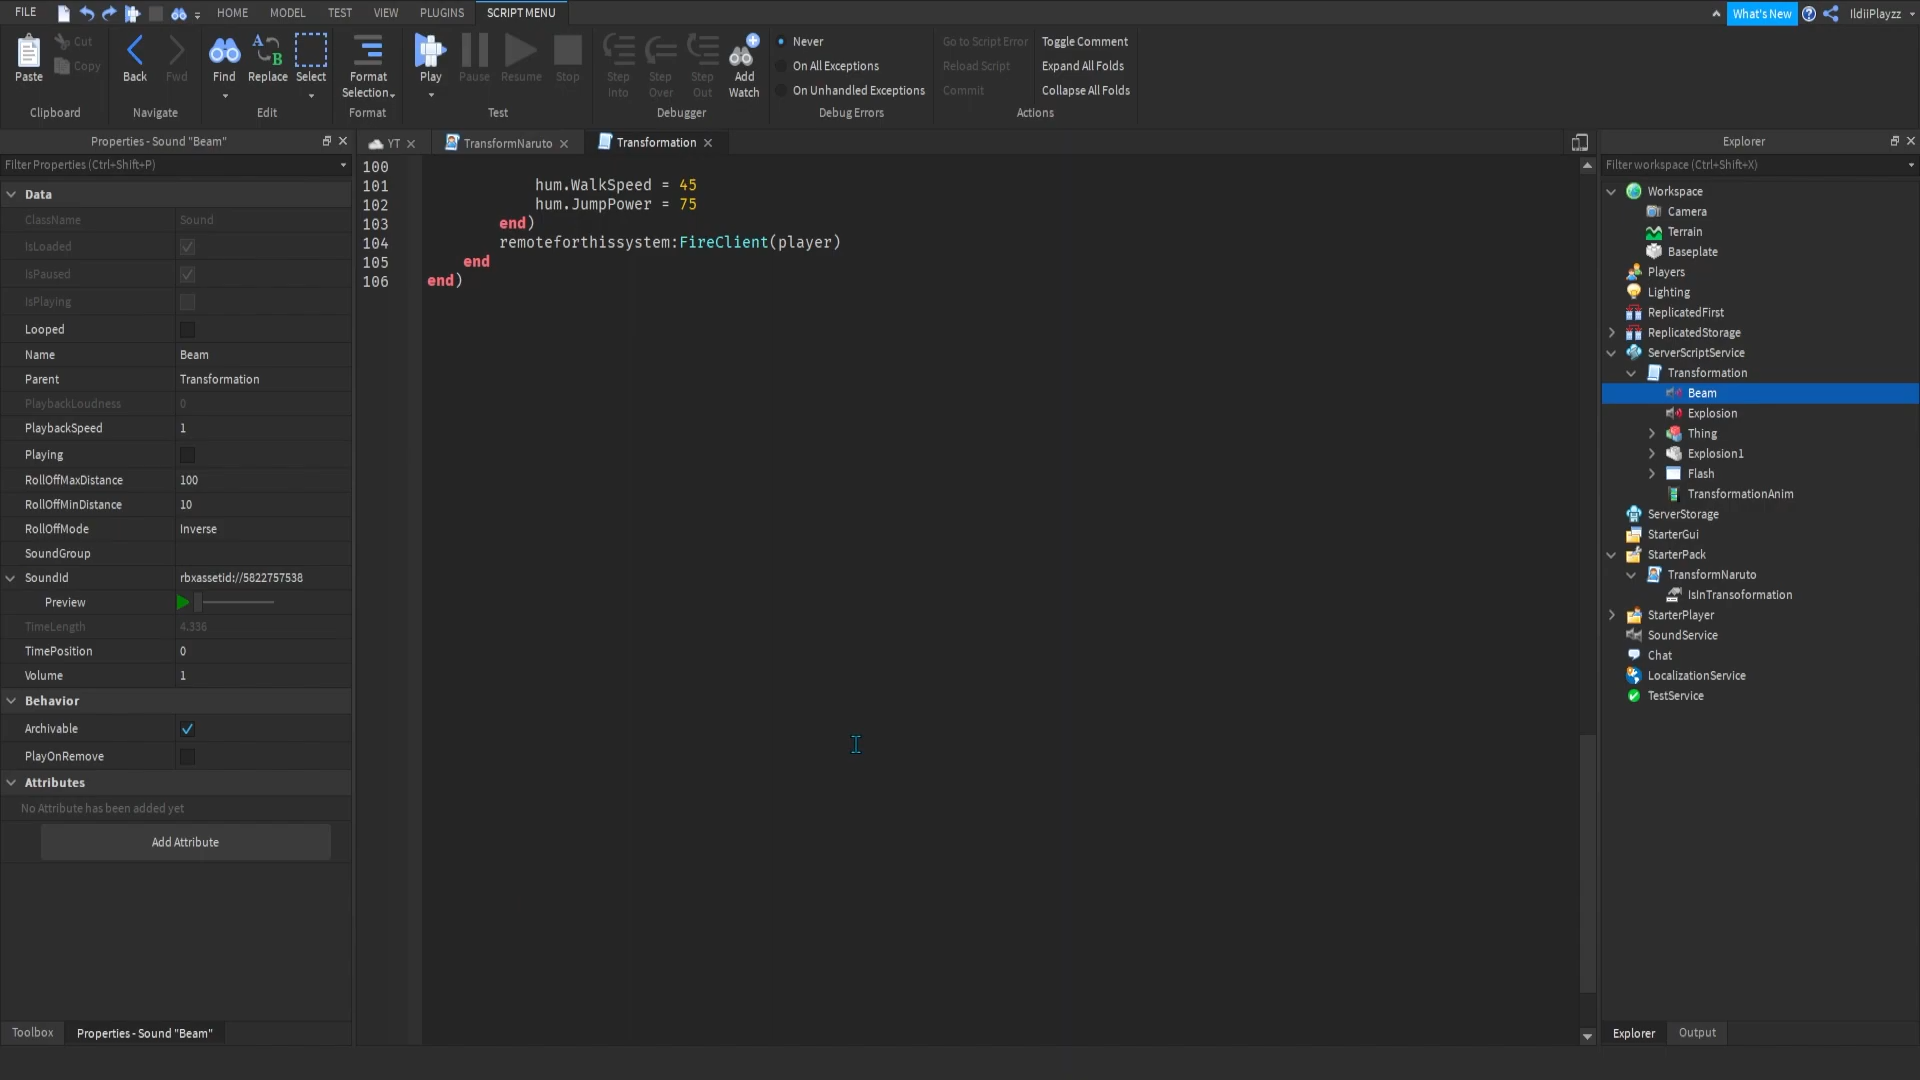 FILE HOME MODEL TEST VIEW PLUGINS SCRIPT MENU What's New IldiiPlayzz
Paste Cut Copy
Clipboard
Back Fwd
Navigate
Find Replace Select
Edit
Format Selection
Format
Play Pause Resume Stop
Test
Step Into Step Over Step Out Add Watch
Debugger
Never
On All Exceptions
On Unhandled Exceptions
Debug Errors
Go to Script Error Toggle Comment
Reload Script Expand All Folds
Commit Collapse All Folds
Actions
Properties - Sound "Beam"
Filter Properties (Ctrl+Shift+P)
Data
ClassName Sound
IsLoaded
IsPaused
IsPlaying
Looped
Name Beam
Parent Transformation
PlaybackLoudness 0
PlaybackSpeed 1
Playing
RollOffMaxDistance 100
RollOffMinDistance 10
RollOffMode Inverse
SoundGroup
SoundId rbxassetid://5822757538
Preview
TimeLength 4.336
TimePosition 0
Volume 1
Behavior
Archivable
PlayOnRemove
Attributes
No Attribute has been added yet
Add Attribute
Toolbox Properties - Sound "Beam"
YT TransformNaruto Transformation
100
101 hum.WalkSpeed = 45
102 hum.JumpPower = 75
103 end)
104 remoteforthissystem:FireClient(player)
105 end
106 end)
Explorer
Filter workspace (Ctrl+Shift+X)
Workspace
Camera
Terrain
Baseplate
Players
Lighting
ReplicatedFirst
ReplicatedStorage
ServerScriptService
Transformation
Beam
Explosion
Thing
Explosion1
Flash
TransformationAnim
ServerStorage
StarterGui
StarterPack
TransformNaruto
IsInTransoformation
StarterPlayer
SoundService
Chat
LocalizationService
TestService
Explorer Output